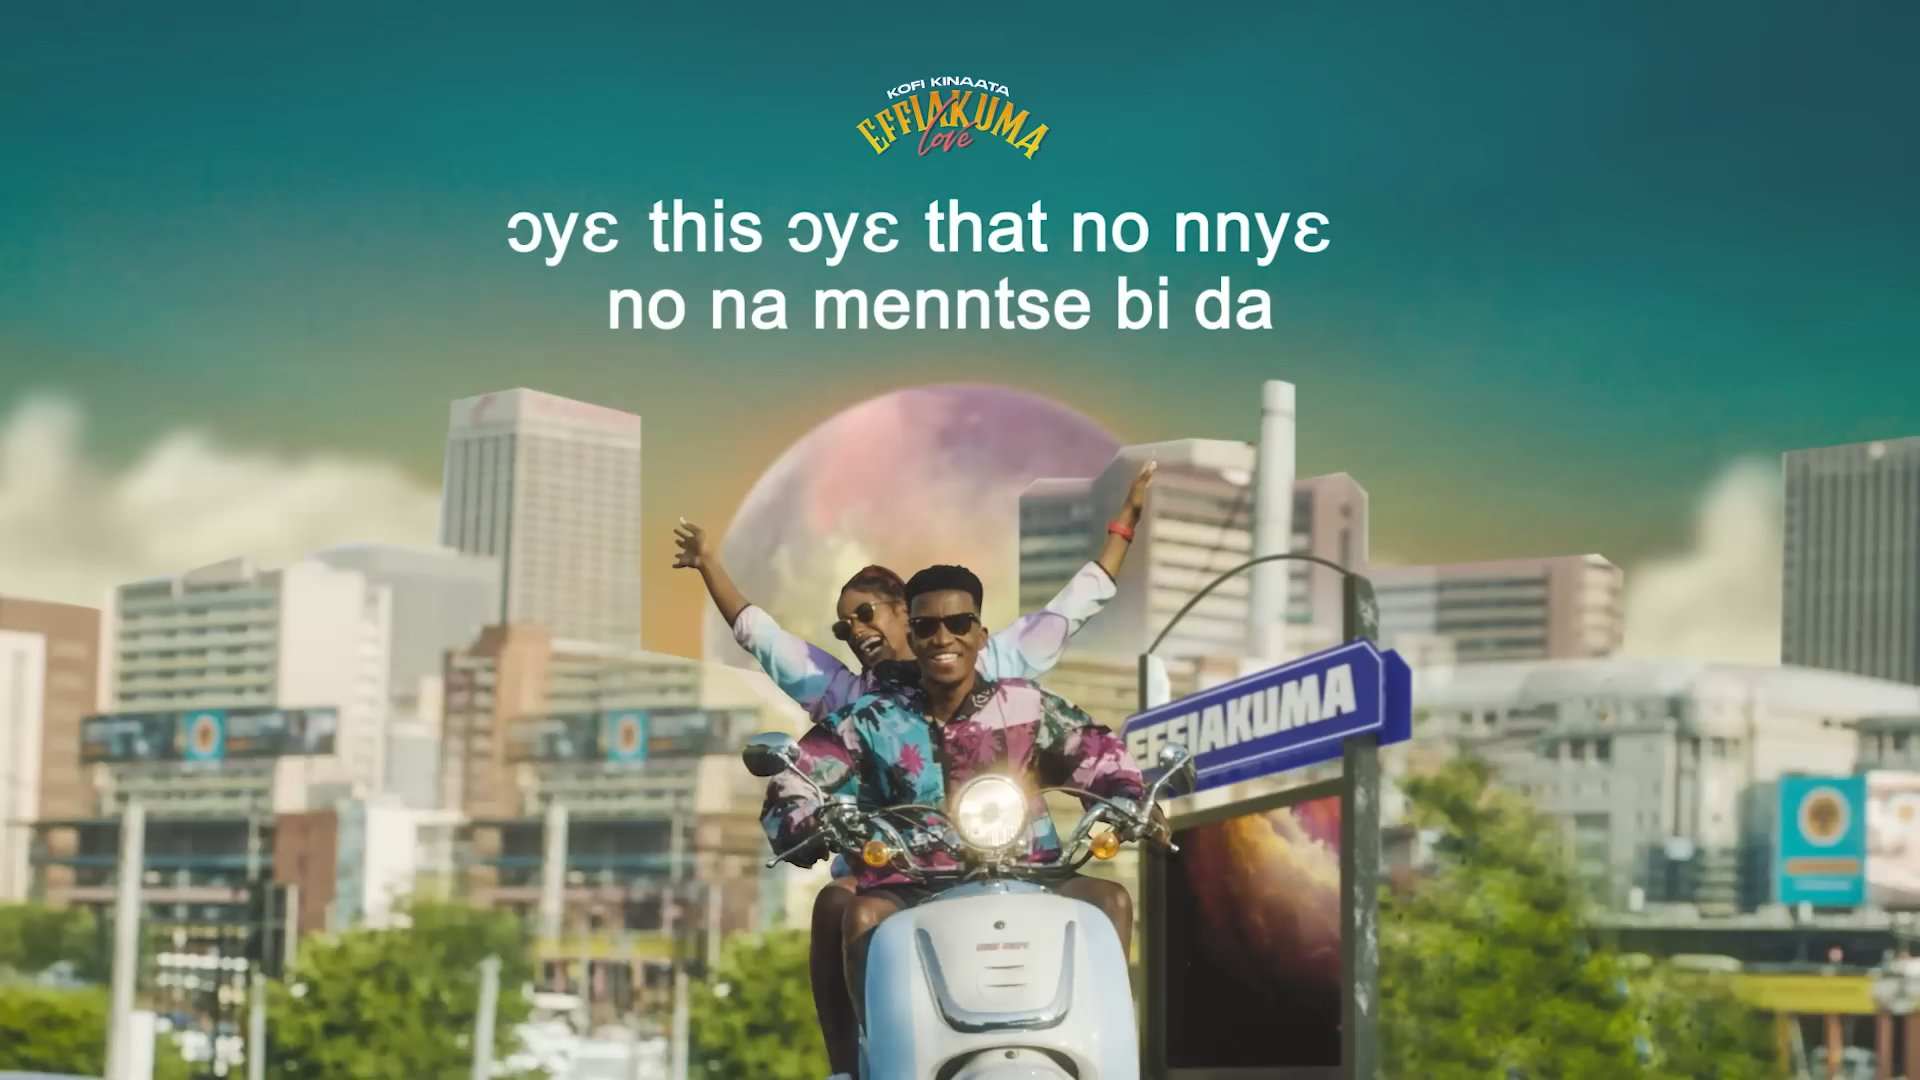 KOFI KINAATA
EFFIAKUMA
love
ɔyɛ this ɔyɛ that no nnyɛ
no na menntse bi da
EFFIAKUMA